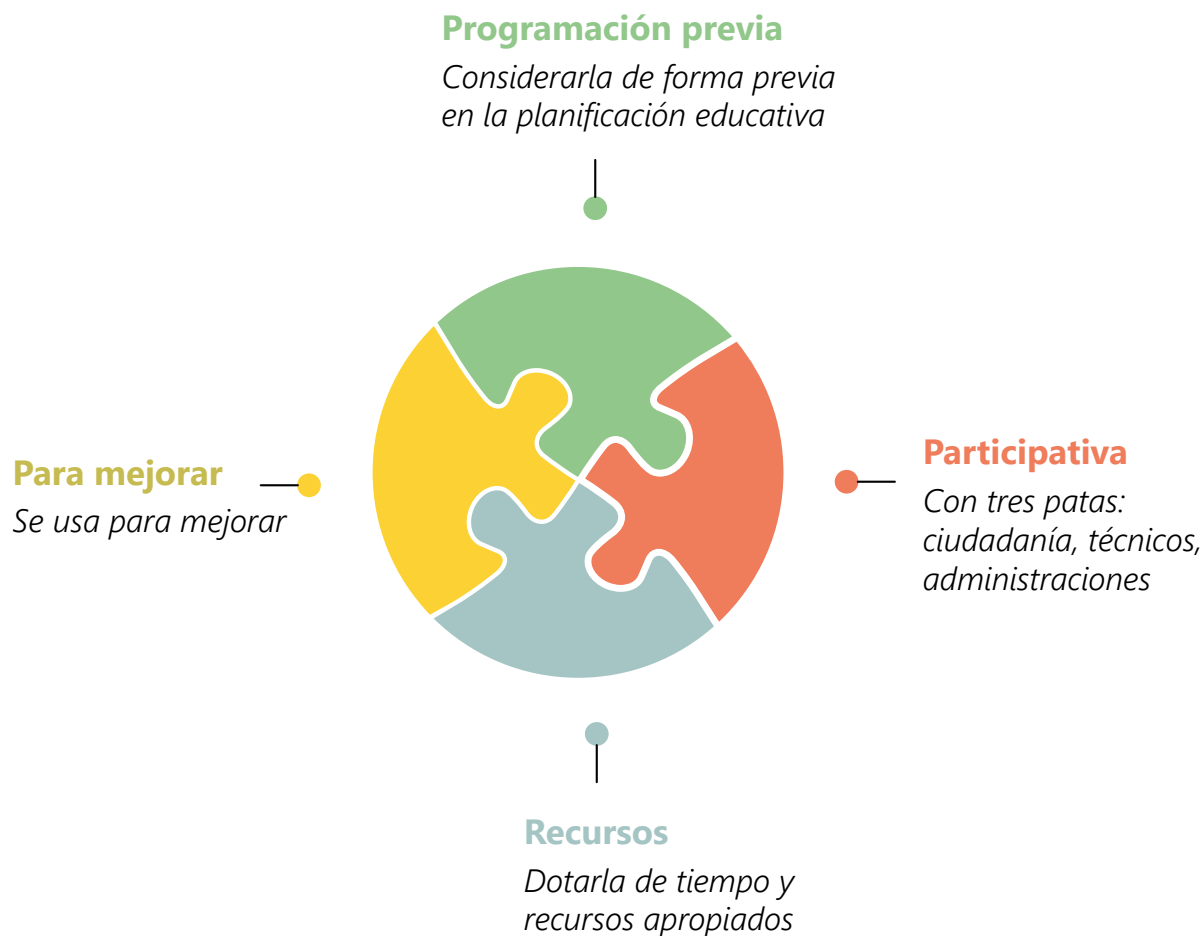 Programación previa
Considerarla de forma previa
en la planificación educativa
Para mejorar
Se usa para mejorar
Participativa
Con tres patas:
ciudadanía, técnicos,
administraciones
Recursos
Dotarla de tiempo y
recursos apropiados